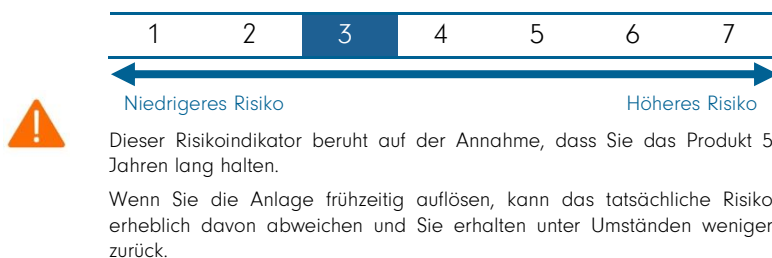 1 2 3 4 5 6 7
Niedrigeres Risiko Höheres Risiko
Dieser Risikoindikator beruht auf der Annahme, dass Sie das Produkt 5
Jahren lang halten.
Wenn Sie die Anlage frühzeitig auflösen, kann das tatsächliche Risiko
erheblich davon abweichen und Sie erhalten unter Umständen weniger
zurück.